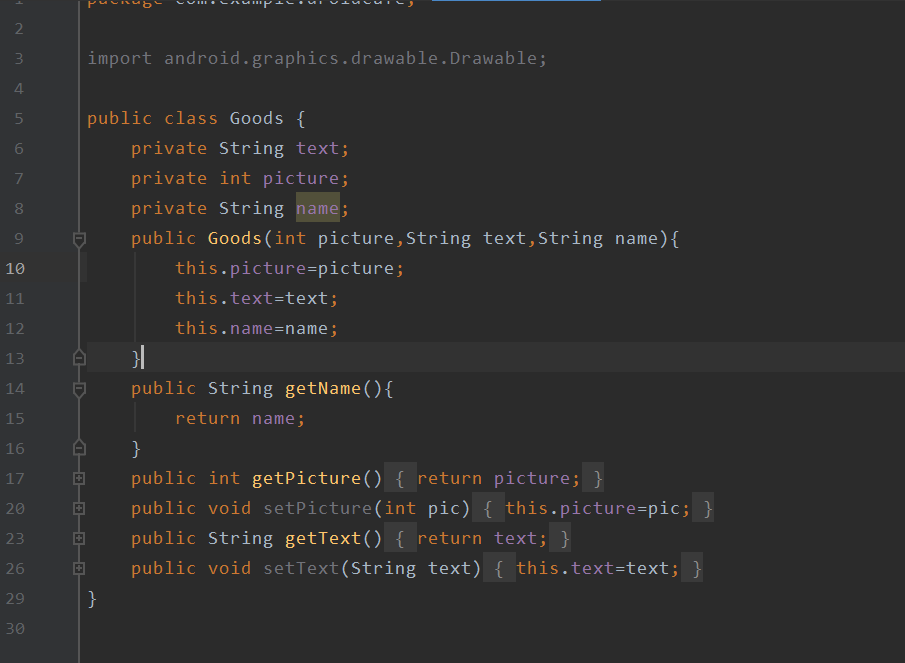 1 package
2
3 import android.graphics.drawable.Drawable;
4
5 public class Goods {
6 private String text;
7 private int picture;
8 private String name;
9 public Goods(int picture,String text,String name){
10 this.picture=picture;
11 this.text=text;
12 this.name=name;
13 }
14 public String getName(){
15 return name;
16 }
17 public int getPicture() { return picture; }
20 public void setPicture(int pic) { this.picture=pic; }
23 public String getText() { return text; }
26 public void setText(String text) { this.text=text; }
29 }
30